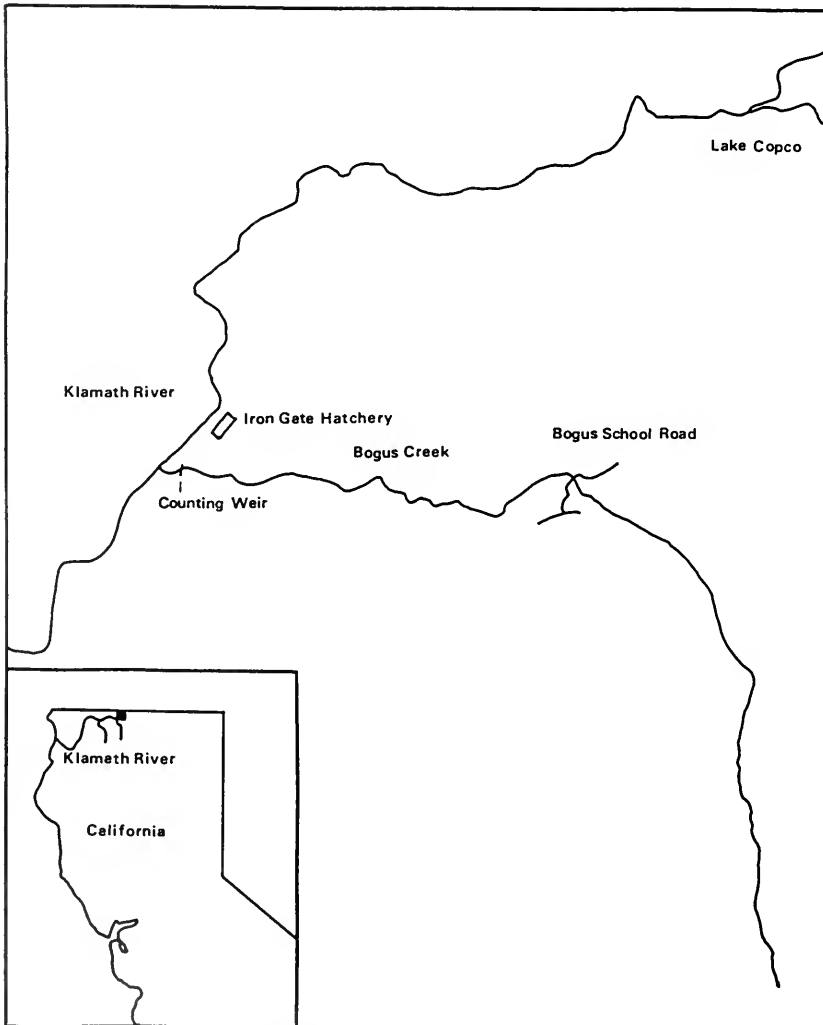 Lake Copco
Klamath River
Iron Gate Hatchery
Bogus School Road
Bogus Creek
Counting Weir
Klamath River
California